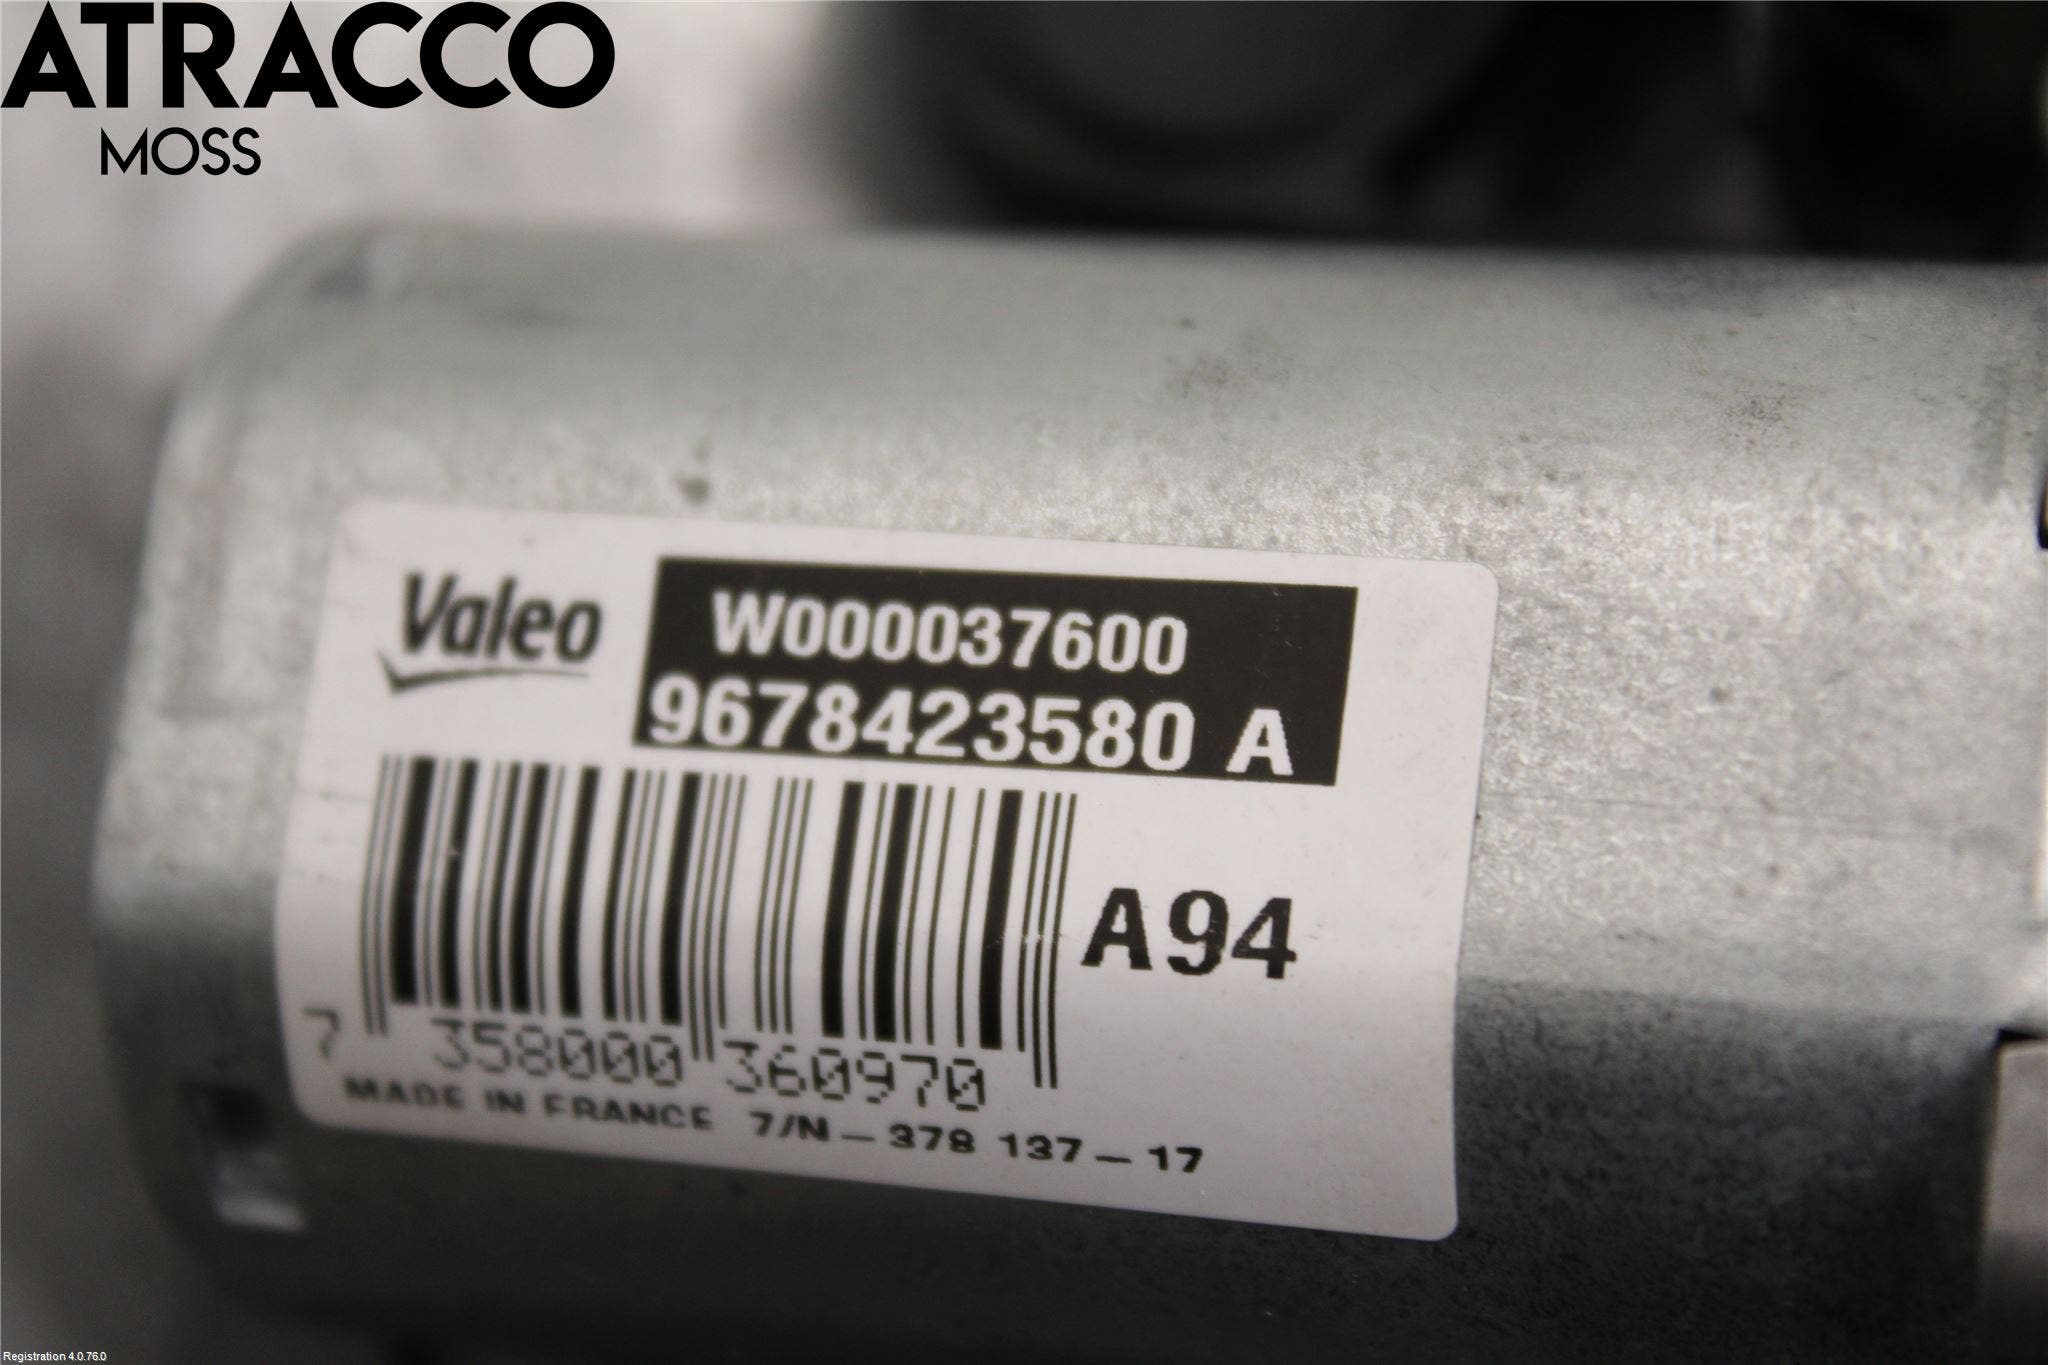 ATRACCO
MOSS
Valeo
W000037600
9678423580 A
A94
7 358000 360970
MADE IN FRANCE 7/N - 378 137 - 17
Registration 4.0.76.0